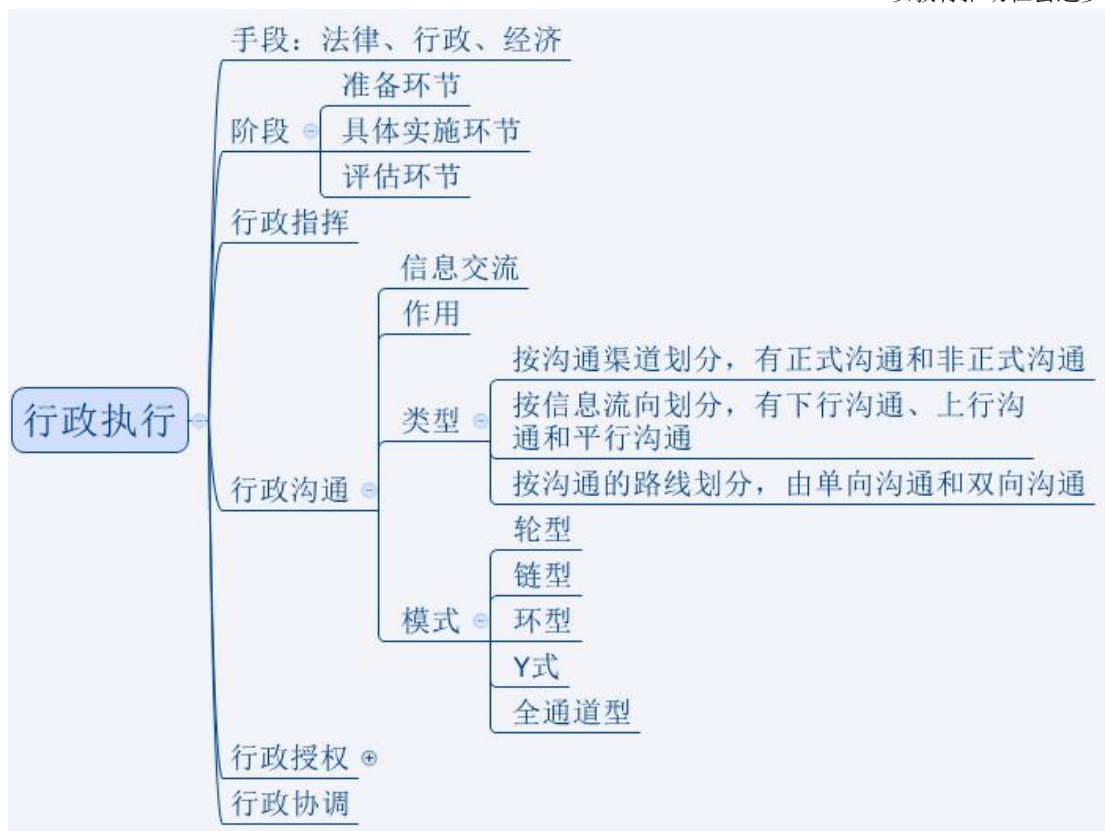 手段：法律、行政、经济
准备环节
阶段
具体实施环节
评估环节
行政指挥
信息交流
作用
按沟通渠道划分，有正式沟通和非正式沟通
类型
按信息流向划分，有下行沟通、上行沟
通和平行沟通
按沟通的路线划分，由单向沟通和双向沟通
行政执行
行政沟通
轮型
链型
模式
环型
Y式
全通道型
行政授权
行政协调